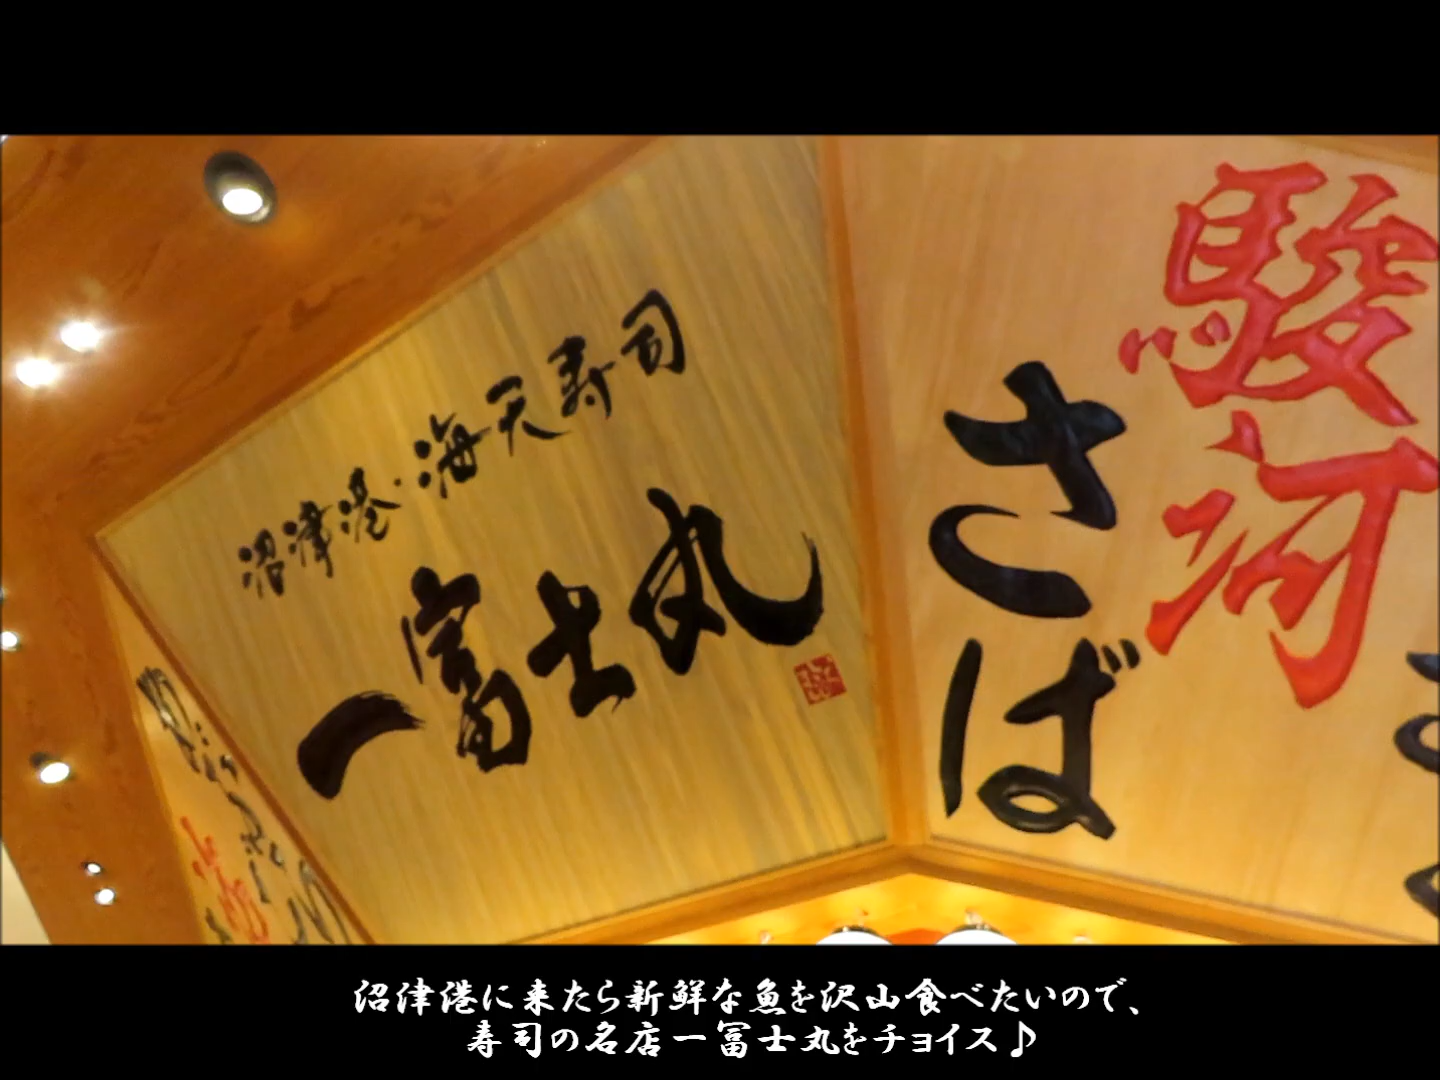 沼津港・海天寿司
一富士丸
駿河
さば
沼津港に来たら新鮮な魚を沢山食べたいので、
寿司の名店一冨士丸をチョイス♪